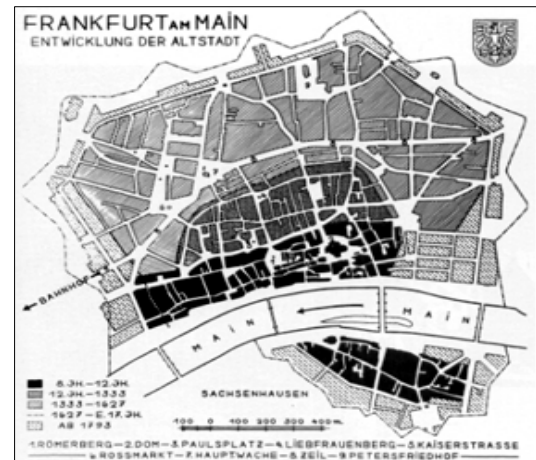 FRANKFURT AM MAIN
ENTWICKLUNG DER ALTSTADT
BAHNHOF
MAIN
MAIN
SACHSENHAUSEN
8. JH.–12. JH.
12. JH.–1333
1333–1627
1627–E. 17. JH.
AB 1793
100 0 100 200 300 400 m
1. RÖMERBERG–2. DOM–3. PAULSPLATZ–4. LIEBFRAUENBERG–5. KAISERSTRASSE
6. ROSSMARKT–7. HAUPTWACHE–8. ZEIL–9. PETERSFRIEDHOF